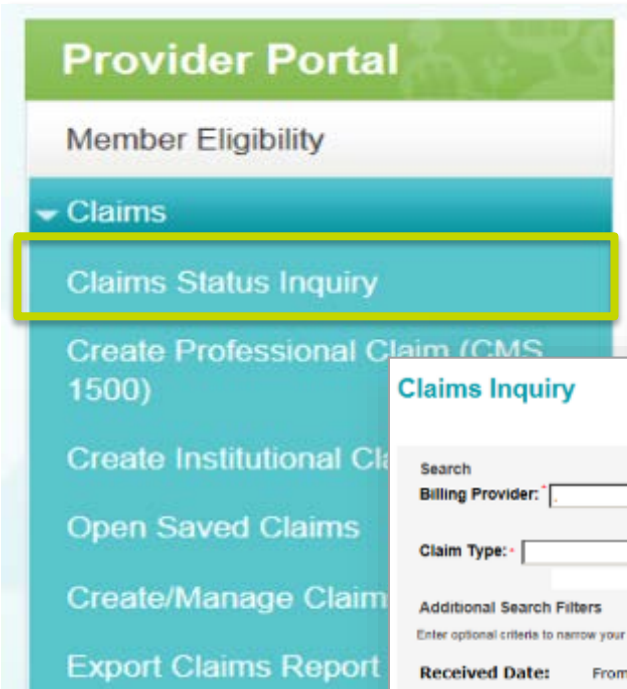 Provider Portal
Member Eligibility
Claims
Claims Status Inquiry
Create Professional Claim (CMS
1500)
Create Institutional Cla
Open Saved Claims
Create/Manage Claim
Export Claims Report
Claims Inquiry
Search
Billing Provider: *
Claim Type: *
Additional Search Filters
Enter optional criteria to narrow your
Received Date: From